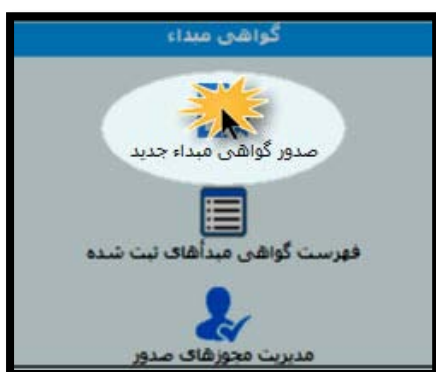 گواهی مبداء
صدور گواهی مبداء جدید
فهرست گواهی مبدأهای ثبت شده
مدیریت مجوزهای صدور